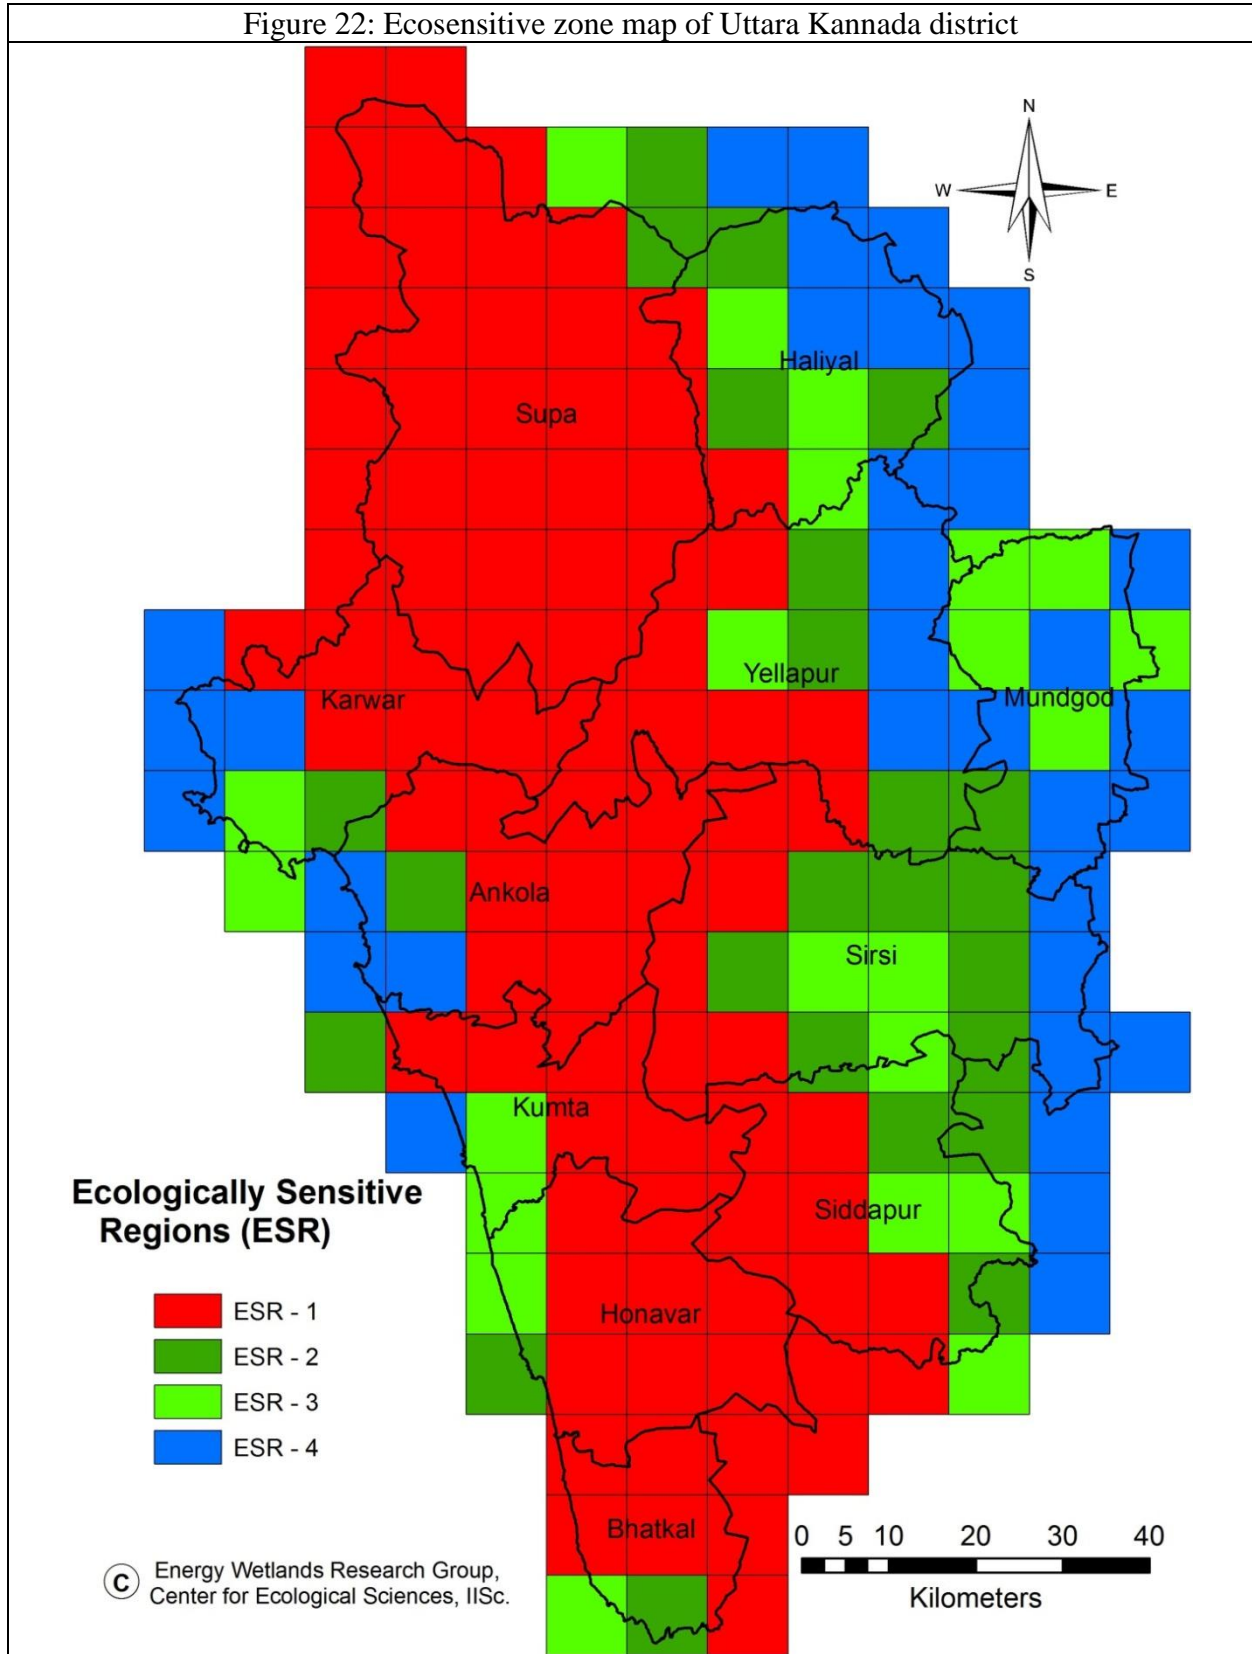 Figure 22: Ecosensitive zone map of Uttara Kannada district
N
W
E
S
Haliyal
Supa
Yellapur
Karwar
Mundgod
Ankola
Sirsi
Kumta
Ecologically Sensitive
Regions (ESR)
Siddapur
ESR - 1
Honavar
ESR - 2
ESR - 3
ESR - 4
Bhatkal
0 5 10 20 30 40
Kilometers
C Energy Wetlands Research Group,
Center for Ecological Sciences, IISc.